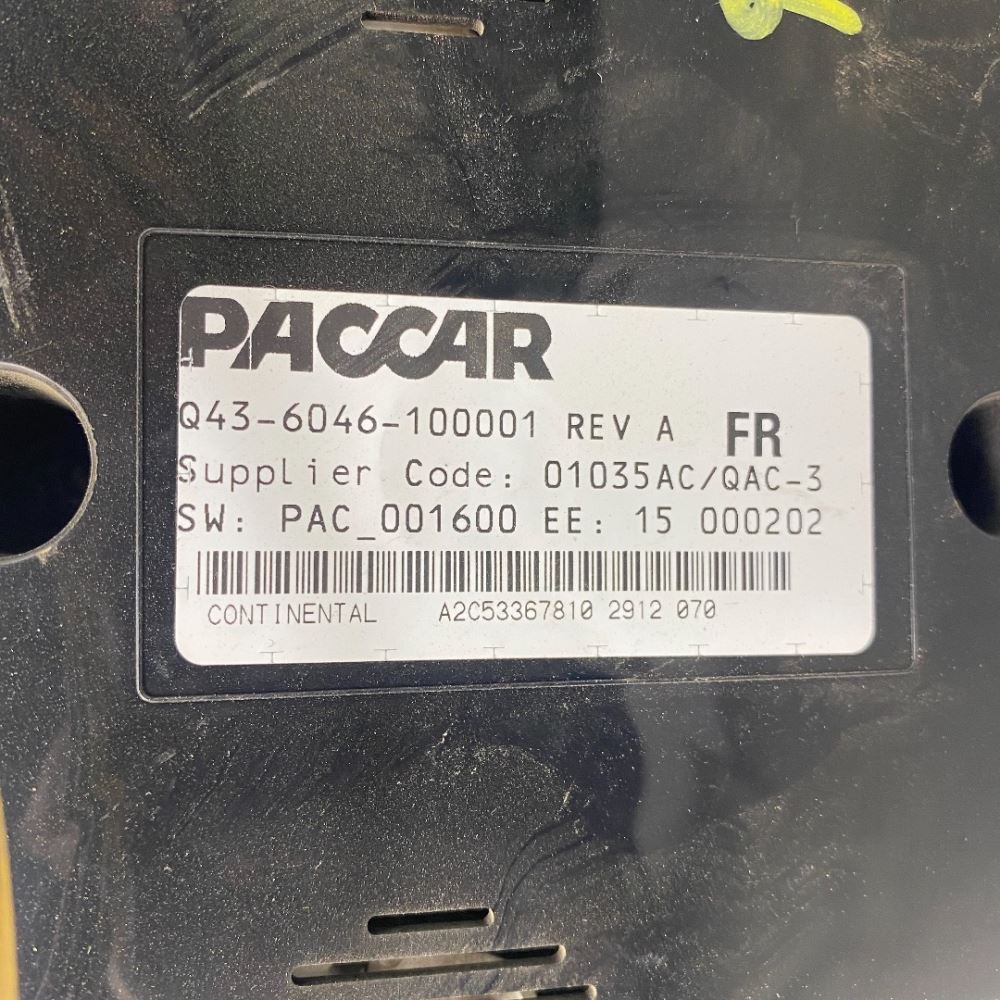 PACCAR
Q43-6046-100001 REV A FR
Supplier Code: 01035AC/QAC-3
SW: PAC_001600 EE: 15 000202
CONTINENTAL A2C53367810 2912 070